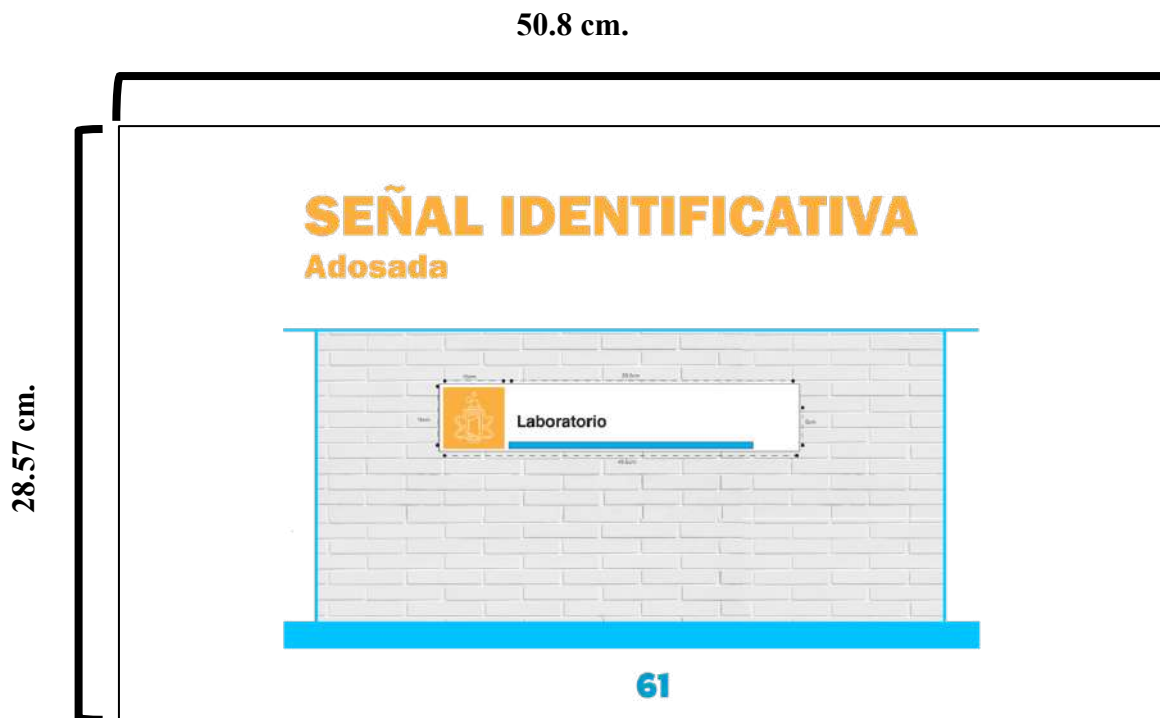 50.8 cm.
28.57 cm.
SEÑAL IDENTIFICATIVA
Adosada
Laboratorio
61